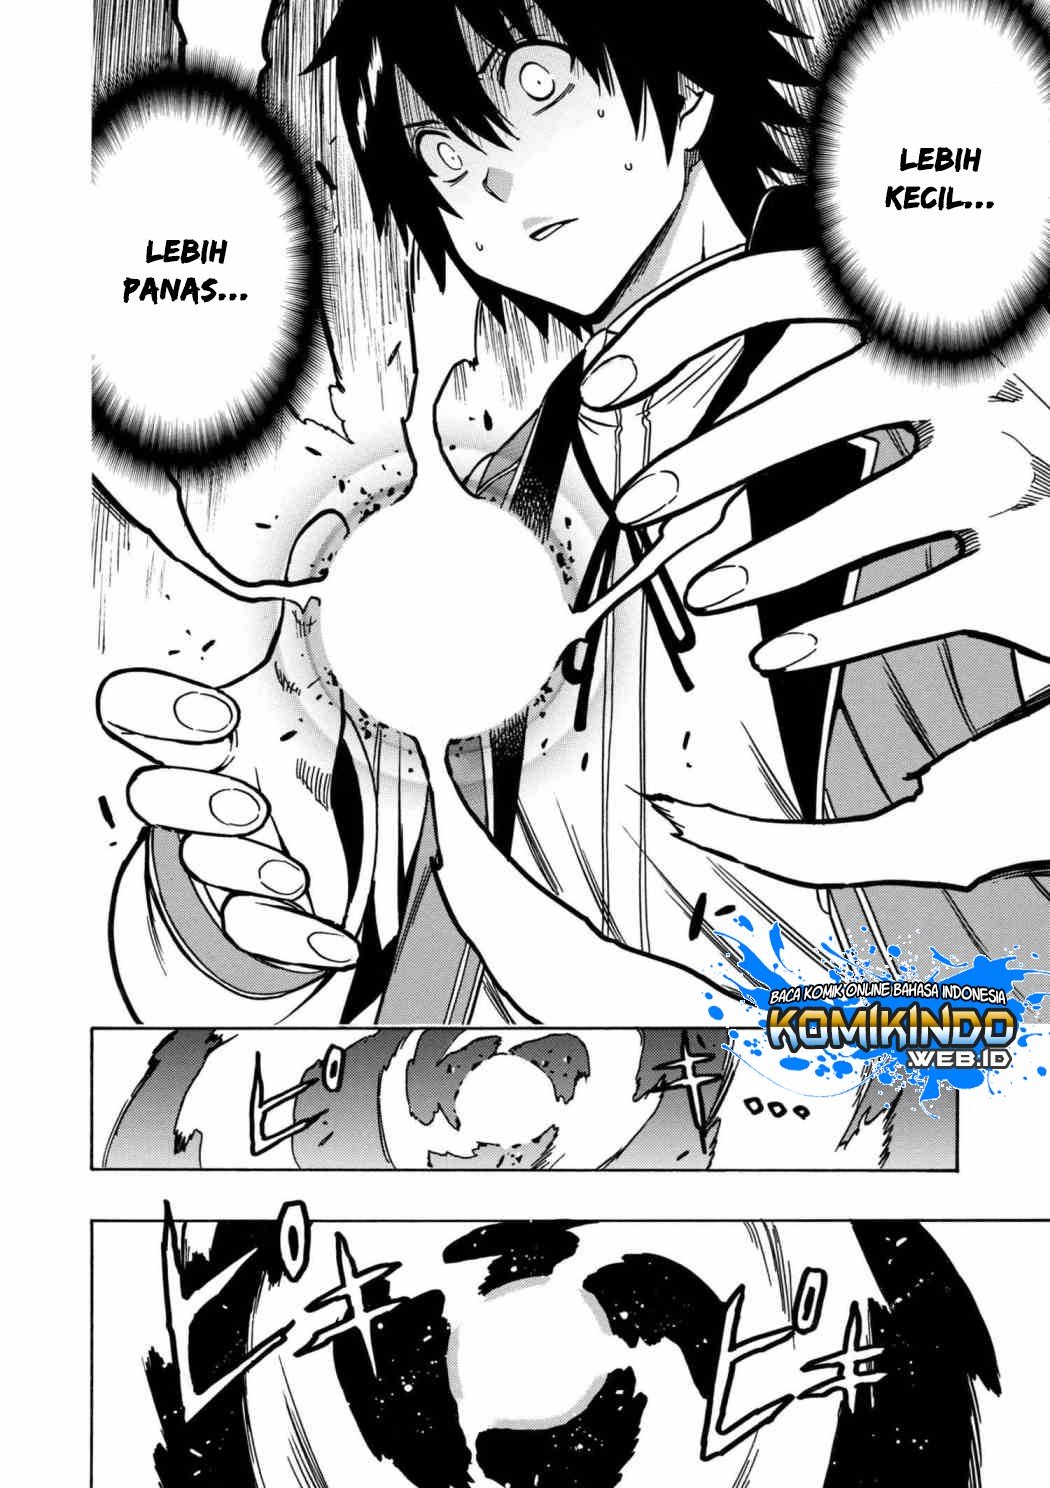 LEBIH
KECIL...
LEBIH
PANAS...
BACA KOMIK ONLINE BAHASA INDONESIA
KOMIKINDO
WEB.ID
ピキ...
ピキ
ピキ